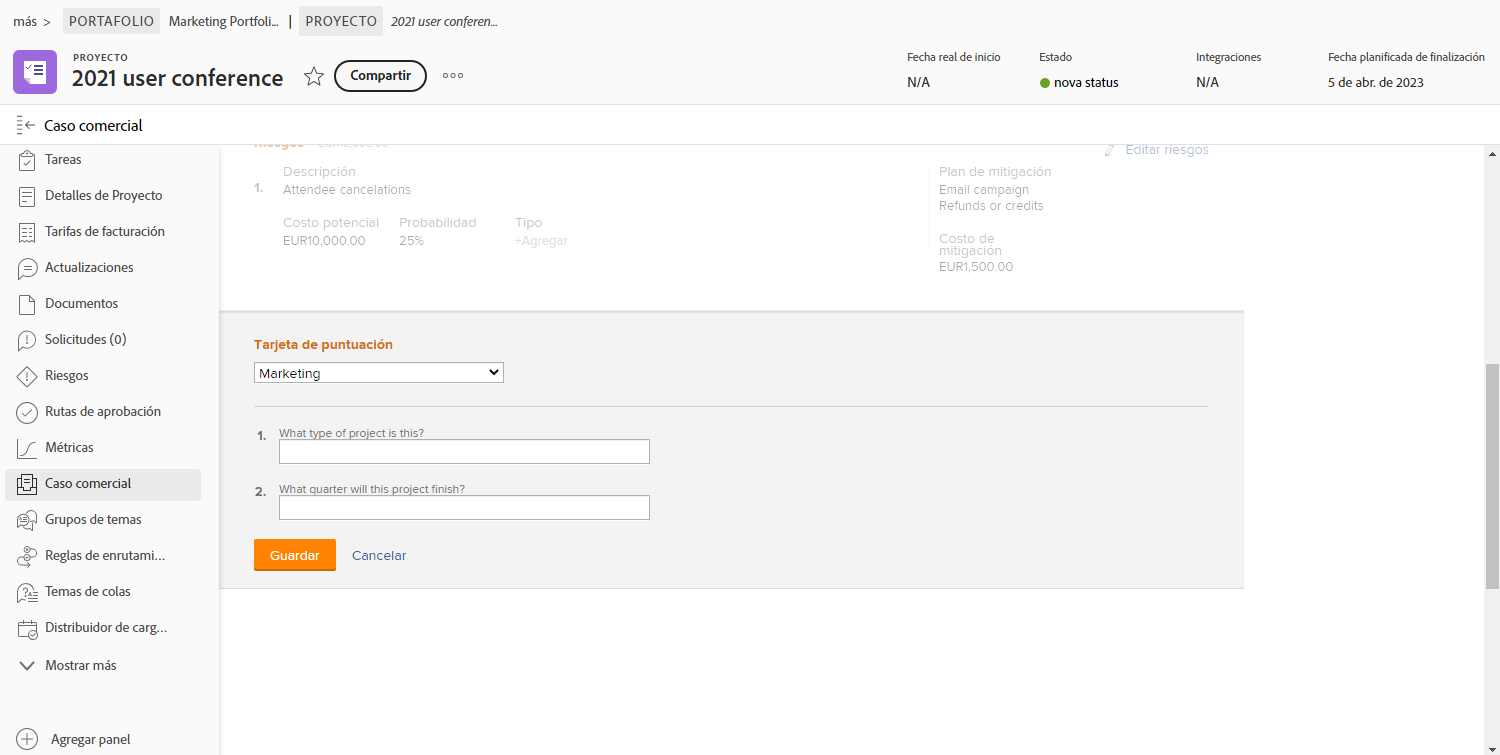 más > PORTAFOLIO Marketing Portfoli... | PROYECTO 2021 user conferen...
PROYECTO
2021 user conference Compartir
Fecha real de inicio Estado Integraciones Fecha planificada de finalización
N/A nova status N/A 5 de abr. de 2023
Caso comercial
Tareas
Detalles de Proyecto
Tarifas de facturación
Actualizaciones
Documentos
Solicitudes (0)
Riesgos
Rutas de aprobación
Métricas
Caso comercial
Grupos de temas
Reglas de enrutami...
Temas de colas
Distribuidor de carg...
Mostrar más
Agregar panel
Editar riesgos
Descripción
1. Attendee cancelations
Costo potencial Probabilidad Tipo
EUR10,000.00 25% +Agregar
Plan de mitigación
Email campaign
Refunds or credits
Costo de
mitigación
EUR1,500.00
Tarjeta de puntuación
Marketing
1. What type of project is this?
2. What quarter will this project finish?
Guardar Cancelar